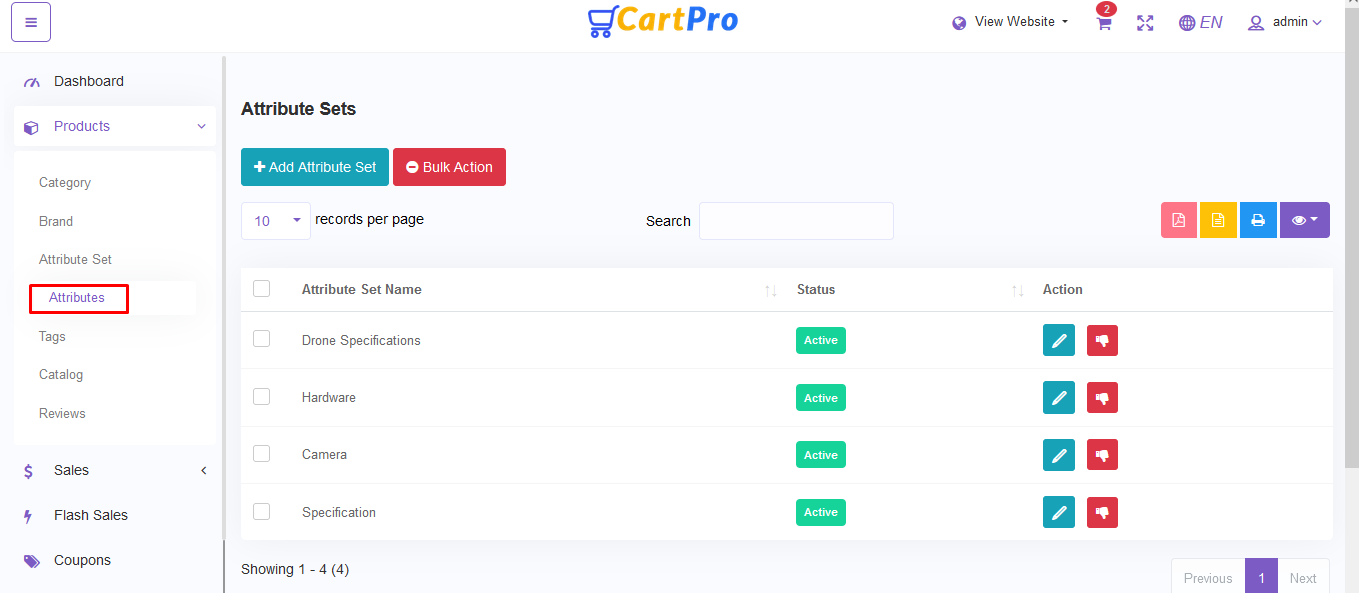 CartPro
View Website
2
EN
admin
Dashboard
Products
Category
Brand
Attribute Set
Attributes
Tags
Catalog
Reviews
Sales
Flash Sales
Coupons
Attribute Sets
Add Attribute Set
Bulk Action
10 records per page
Search
Attribute Set Name Status Action
Drone Specifications Active
Hardware Active
Camera Active
Specification Active
Showing 1 - 4 (4)
Previous 1 Next